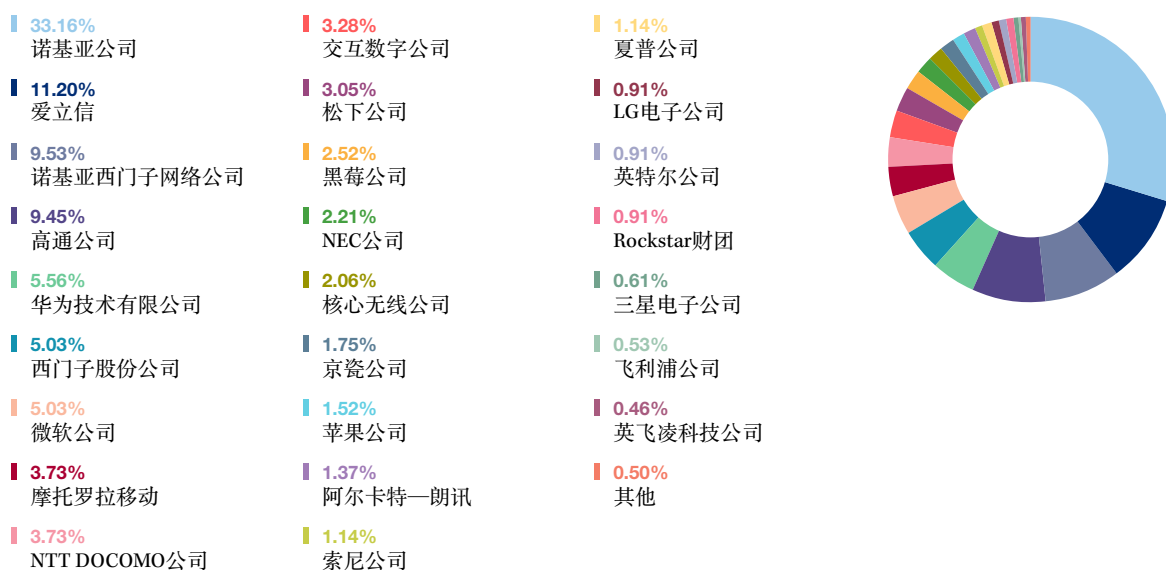 33.16%
诺基亚公司
11.20%
爱立信
9.53%
诺基亚西门子网络公司
9.45%
高通公司
5.56%
华为技术有限公司
5.03%
西门子股份公司
5.03%
微软公司
3.73%
摩托罗拉移动
3.73%
NTT DOCOMO公司
3.28%
交互数字公司
3.05%
松下公司
2.52%
黑莓公司
2.21%
NEC公司
2.06%
核心无线公司
1.75%
京瓷公司
1.52%
苹果公司
1.37%
阿尔卡特—朗讯
1.14%
索尼公司
1.14%
夏普公司
0.91%
LG电子公司
0.91%
英特尔公司
0.91%
Rockstar财团
0.61%
三星电子公司
0.53%
飞利浦公司
0.46%
英飞凌科技公司
0.50%
其他